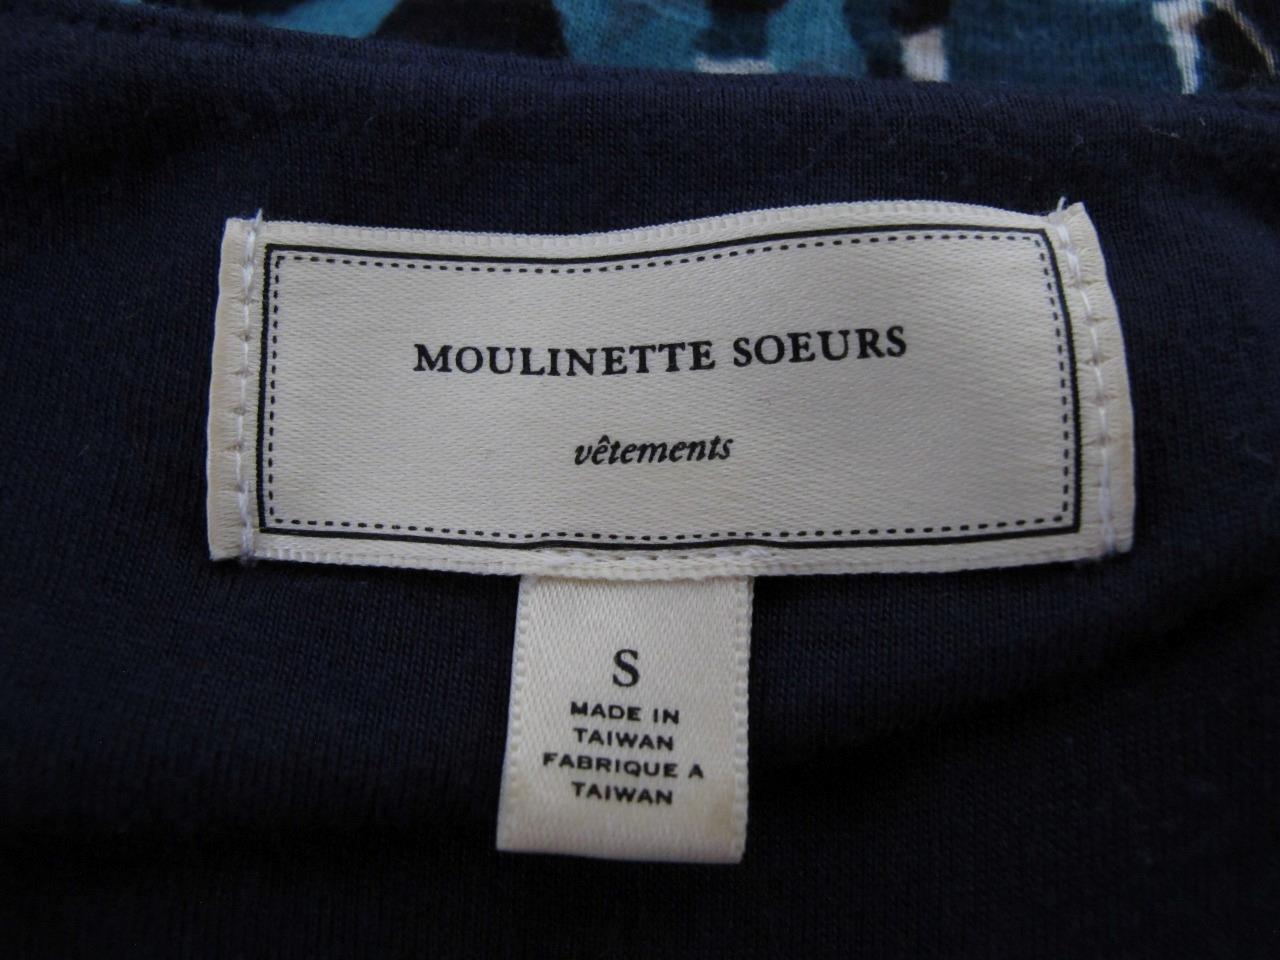 MOULINETTE SOEURS
vêtements
S
MADE IN
TAIWAN
FABRIQUE A
TAIWAN